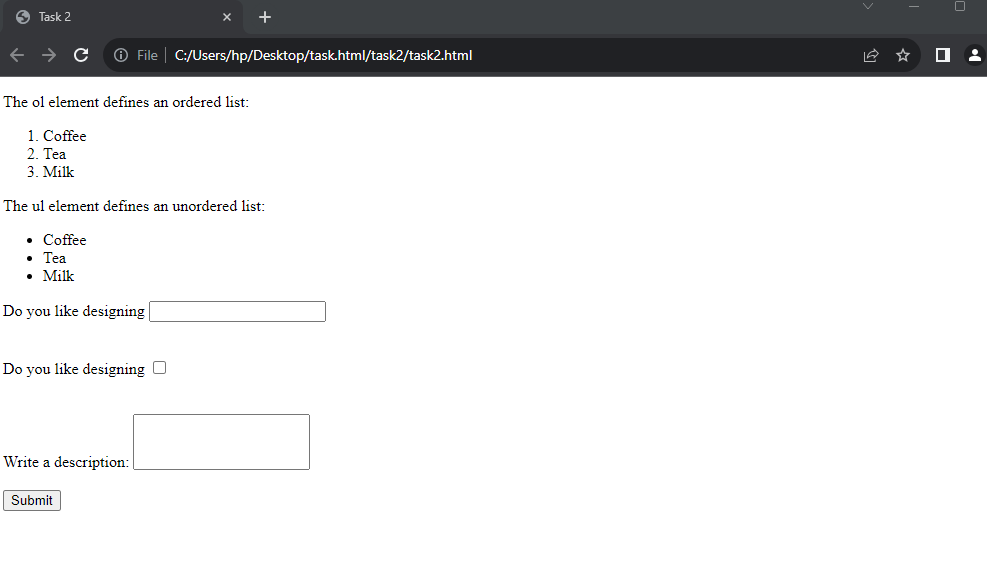 Task 2
File C:/Users/hp/Desktop/task.html/task2/task2.html
The ol element defines an ordered list:
1. Coffee
2. Tea
3. Milk
The ul element defines an unordered list:
• Coffee
• Tea
• Milk
Do you like designing
Do you like designing
Write a description:
Submit